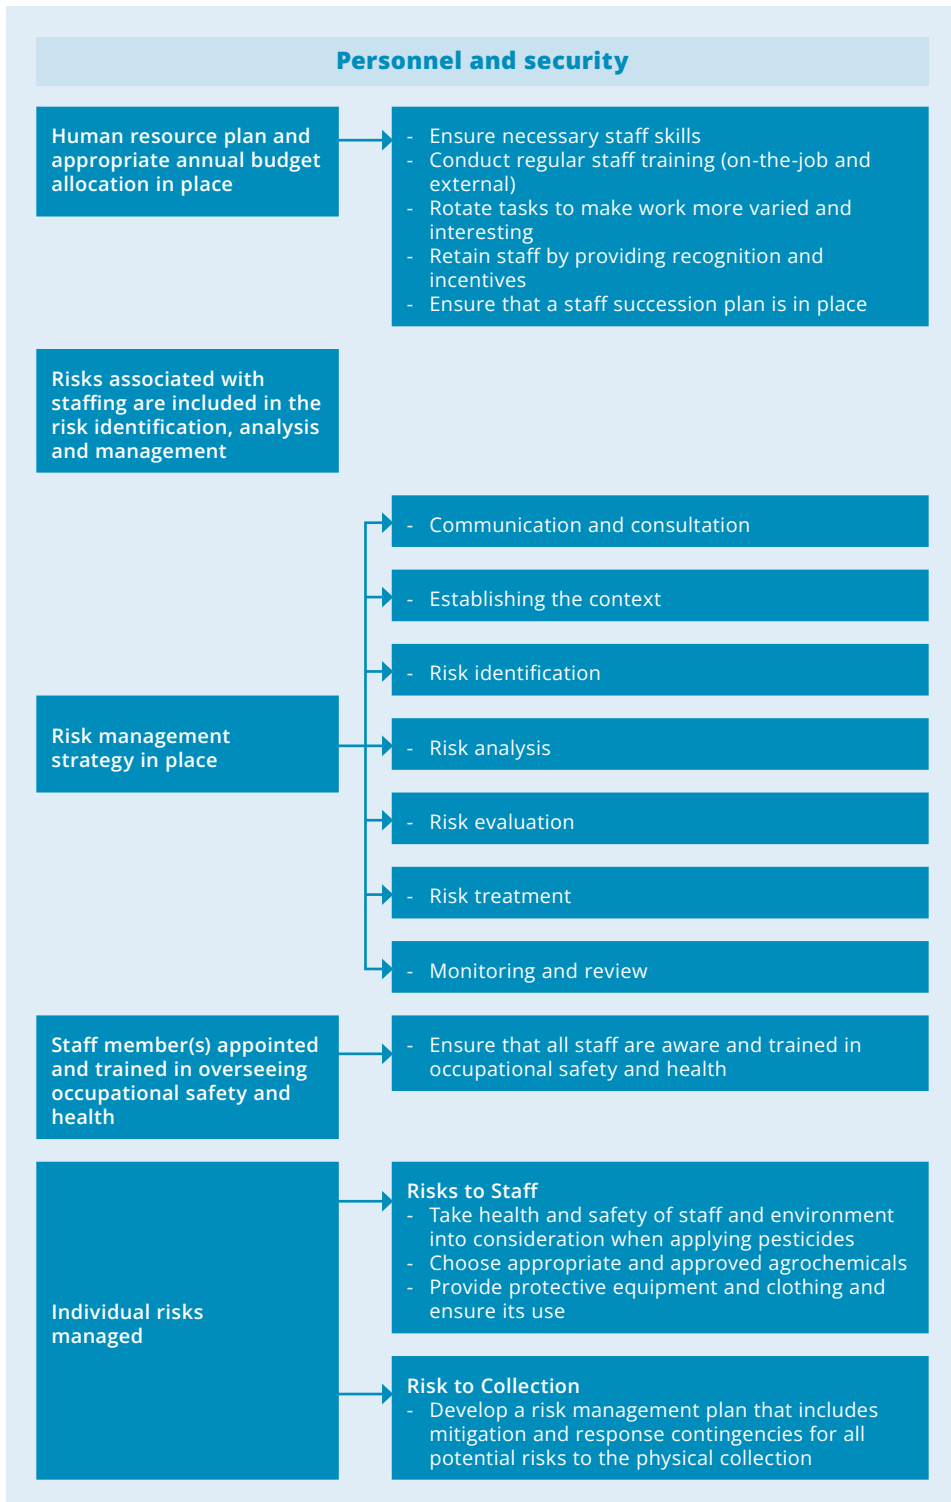 Personnel and security
Human resource plan and
appropriate annual budget
allocation in place
- Ensure necessary staff skills
- Conduct regular staff training (on-the-job and
external)
- Rotate tasks to make work more varied and
interesting
- Retain staff by providing recognition and
incentives
- Ensure that a staff succession plan is in place
Risks associated with
staffing are included in the
risk identification, analysis
and management
Risk management
strategy in place
- Communication and consultation
- Establishing the context
- Risk identification
- Risk analysis
- Risk evaluation
- Risk treatment
- Monitoring and review
Staff member(s) appointed
and trained in overseeing
occupational safety and
health
- Ensure that all staff are aware and trained in
occupational safety and health
Individual risks
managed
Risks to Staff
- Take health and safety of staff and environment
into consideration when applying pesticides
- Choose appropriate and approved agrochemicals
- Provide protective equipment and clothing and
ensure its use
Risk to Collection
- Develop a risk management plan that includes
mitigation and response contingencies for all
potential risks to the physical collection